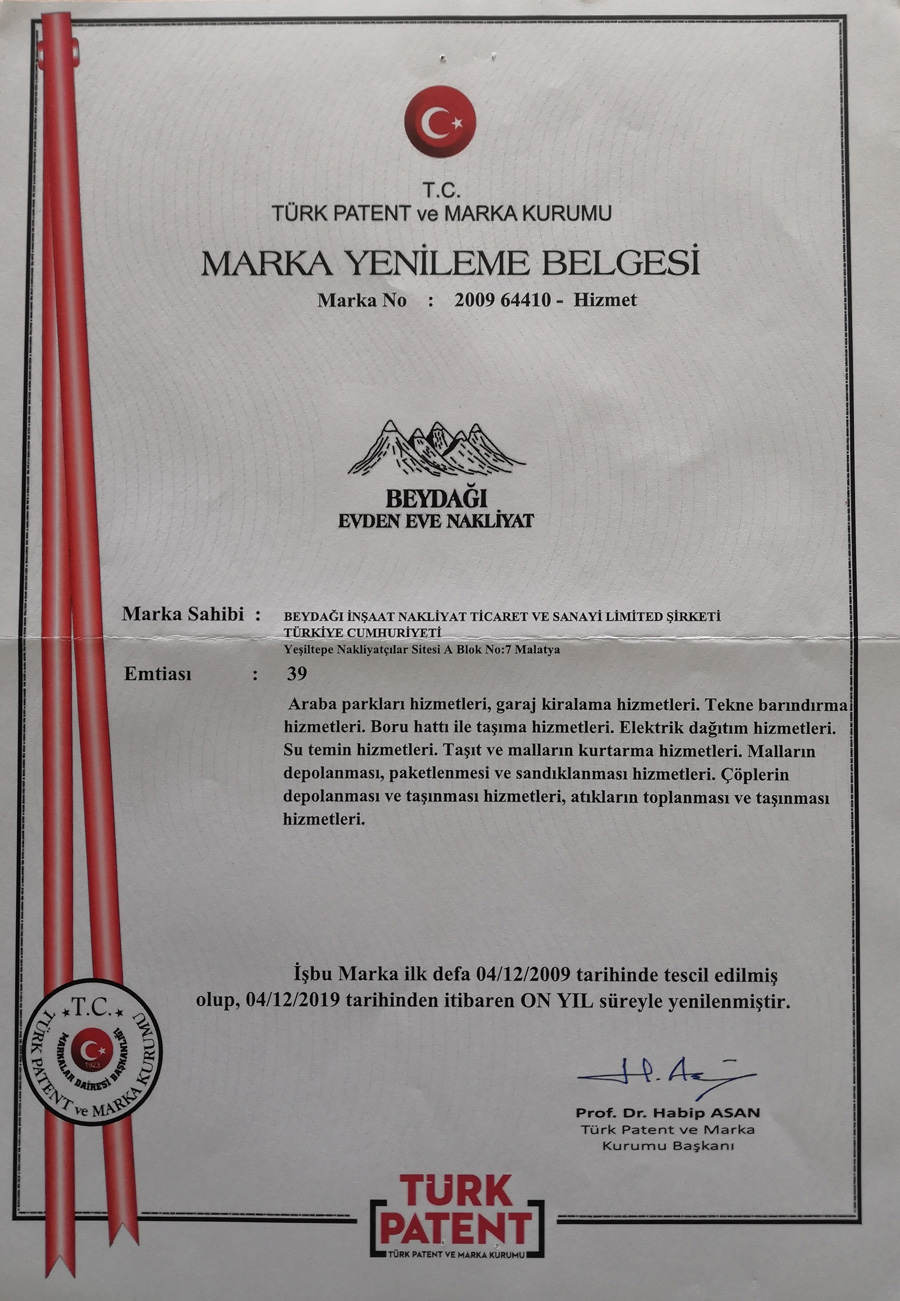 T.C.
TÜRK PATENT ve MARKA KURUMU
MARKA YENİLEME BELGESİ
Marka No : 2009 64410 - Hizmet
BEYDAĞI
EVDEN EVE NAKLİYAT
Marka Sahibi : BEYDAĞI İNŞAAT NAKLİYAT TİCARET VE SANAYİ LİMİTED ŞİRKETİ
TÜRKİYE CUMHURİYETİ
Yeşiltepe Nakliyatçılar Sitesi A Blok No:7 Malatya
Emtiası : 39
Araba parkları hizmetleri, garaj kiralama hizmetleri. Tekne barındırma
hizmetleri. Boru hattı ile taşıma hizmetleri. Elektrik dağıtım hizmetleri.
Su temin hizmetleri. Taşıt ve malların kurtarma hizmetleri. Malların
depolanması, paketlenmesi ve sandıklanması hizmetleri. Çöplerin
depolanması ve taşınması hizmetleri, atıkların toplanması ve taşınması
hizmetleri.
İşbu Marka ilk defa 04/12/2009 tarihinde tescil edilmiş
olup, 04/12/2019 tarihinden itibaren ON YIL süreyle yenilenmiştir.
T.C.
TÜRK PATENT ve MARKA KURUMU
MARKALAR DAİRESİ BAŞKANLIĞI
1923
H. Asan
Prof. Dr. Habip ASAN
Türk Patent ve Marka
Kurumu Başkanı
TÜRK
PATENT
TÜRK PATENT VE MARKA KURUMU